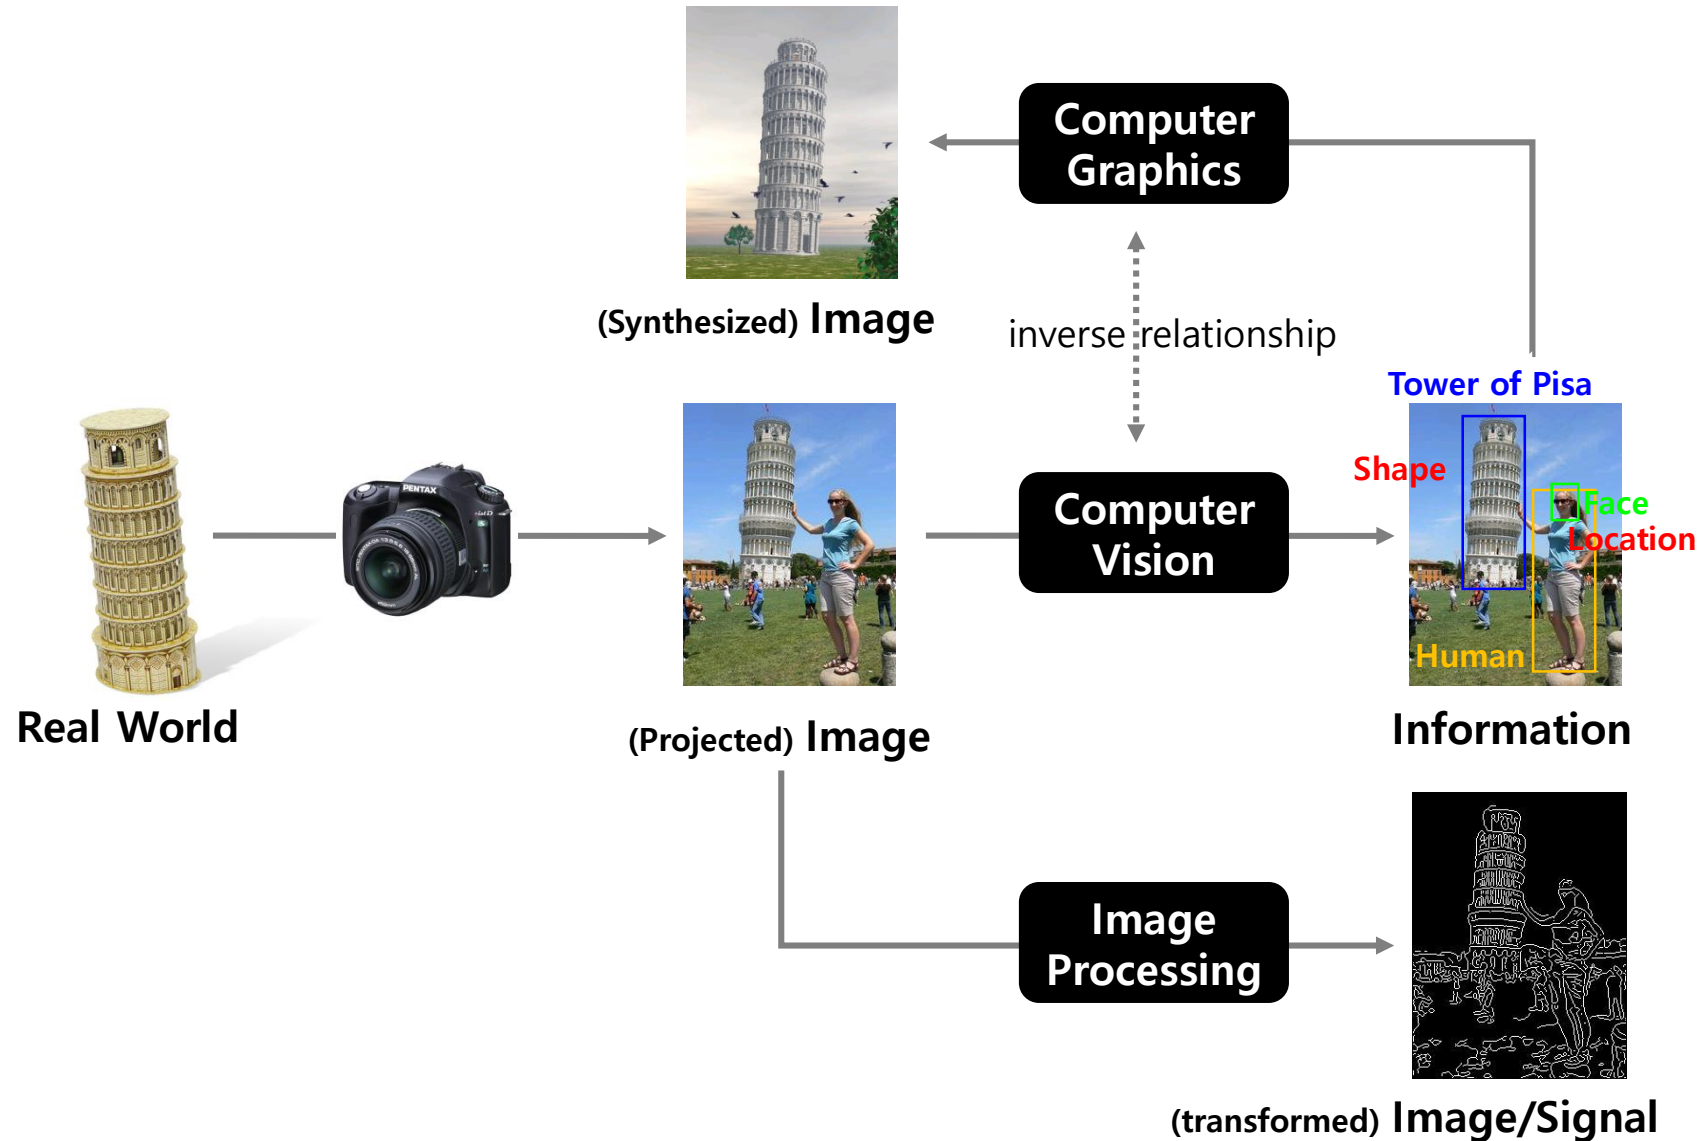 Computer
Graphics
(Synthesized) Image
inverse relationship
Tower of Pisa
Shape
Face
Location
Human
PENTAX
Computer
Vision
Real World
(Projected) Image
Information
Image
Processing
(transformed) Image/Signal